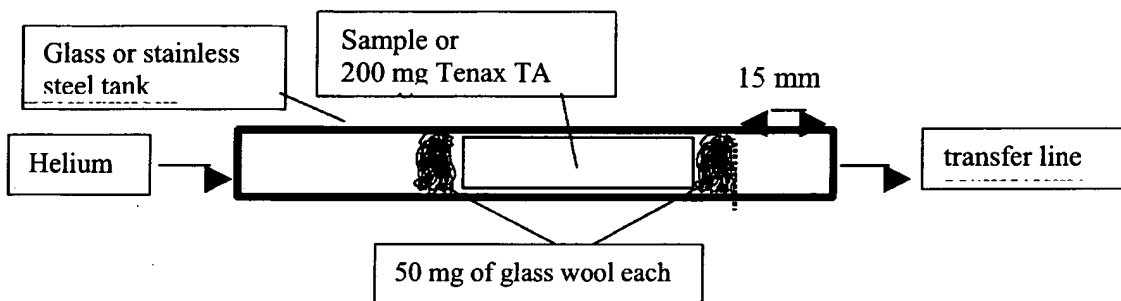 Glass or stainless
steel tank
Sample or
200 mg Tenax TA
15 mm
Helium
transfer line
50 mg of glass wool each